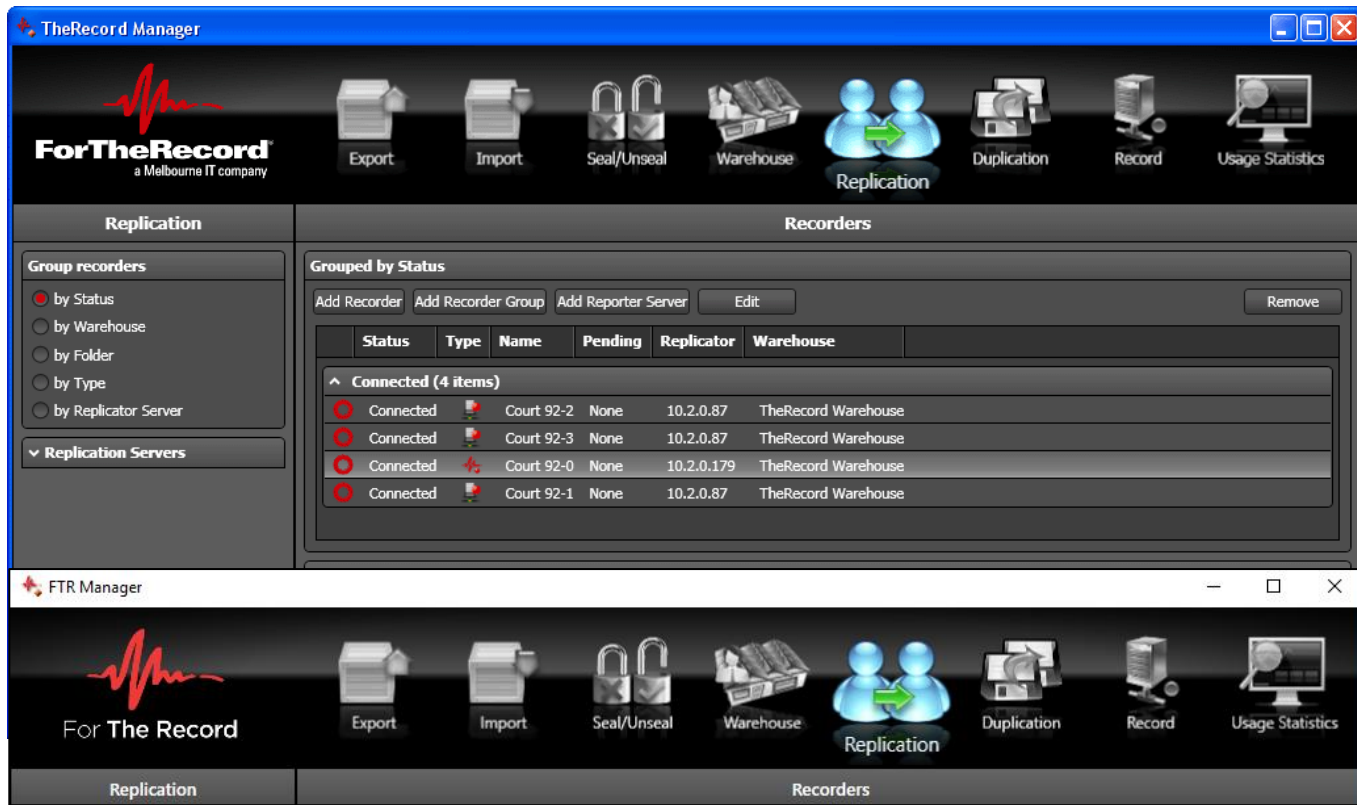 TheRecord Manager
ForTheRecord®
a Melbourne IT company
Export Import Seal/Unseal Warehouse Replication Duplication Record Usage Statistics
Replication Recorders
Group recorders
by Status
by Warehouse
by Folder
by Type
by Replicator Server
Replication Servers
Grouped by Status
Add Recorder Add Recorder Group Add Reporter Server Edit Remove
Status Type Name Pending Replicator Warehouse
Connected (4 items)
Connected Court 92-2 None 10.2.0.87 TheRecord Warehouse
Connected Court 92-3 None 10.2.0.87 TheRecord Warehouse
Connected Court 92-0 None 10.2.0.179 TheRecord Warehouse
Connected Court 92-1 None 10.2.0.87 TheRecord Warehouse
FTR Manager
For The Record
Export Import Seal/Unseal Warehouse Replication Duplication Record Usage Statistics
Replication Recorders